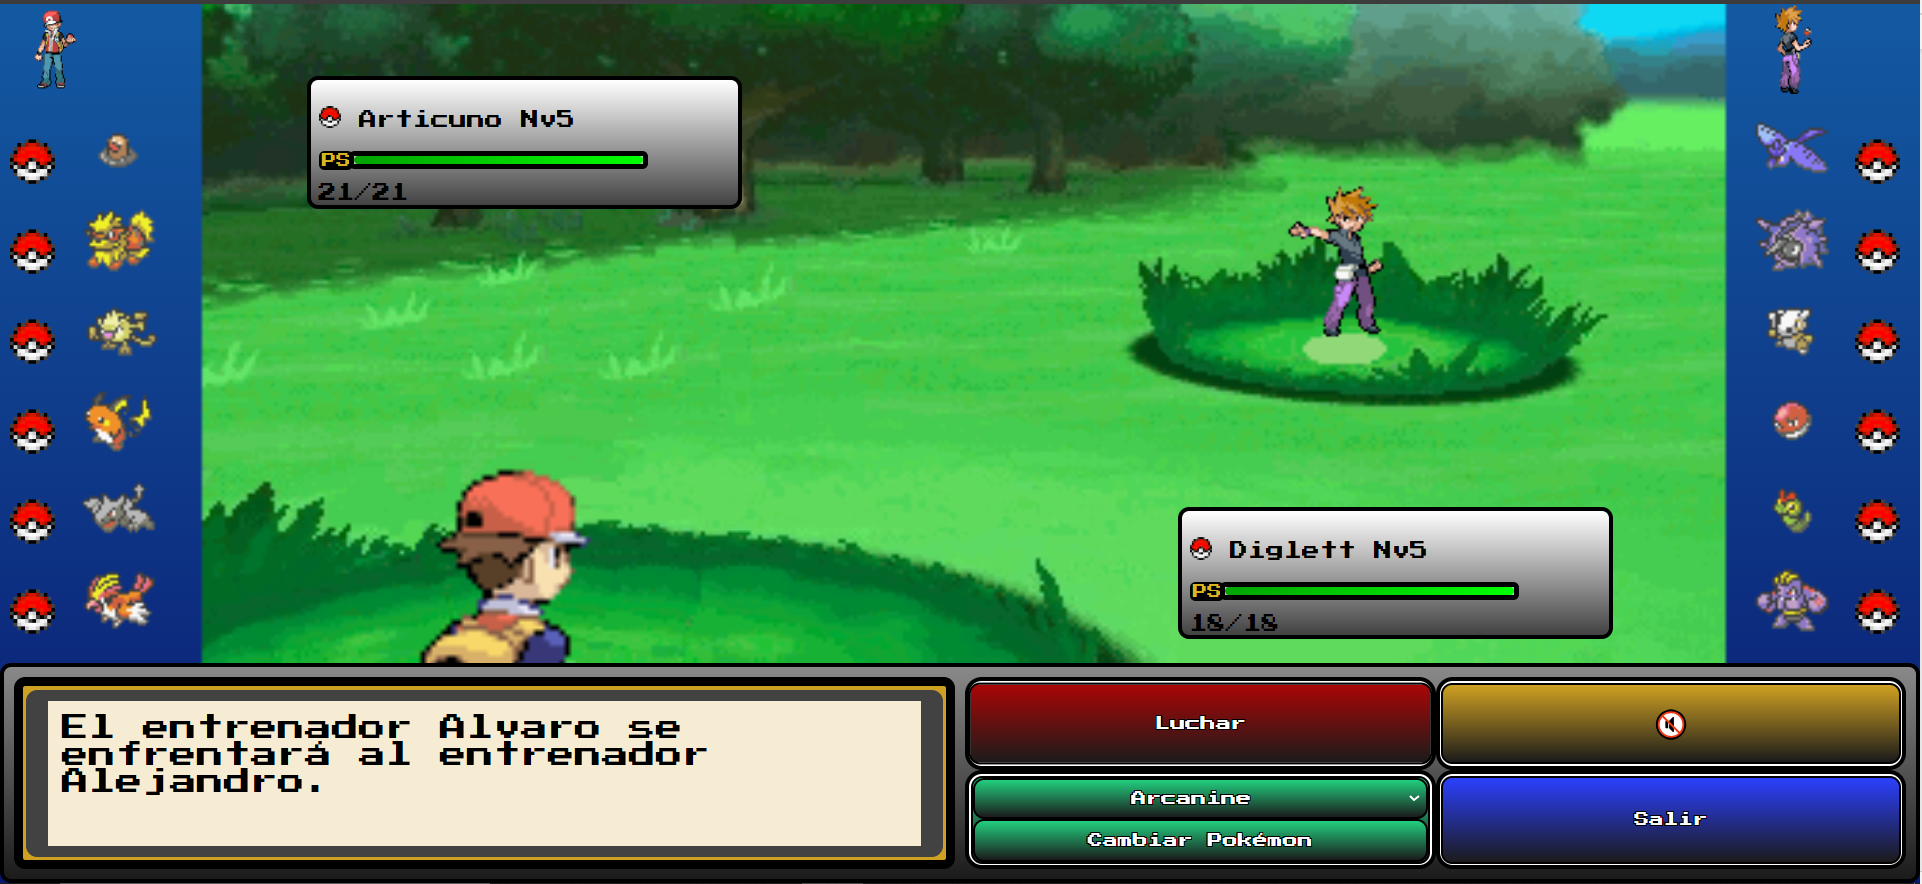 Articuno Nv5
PS
21/21
Diglett Nv5
PS
18/18
El entrenador Alvaro se
enfrentará al entrenador
Alejandro.
Luchar
Arcanine
Cambiar Pokémon
Salir